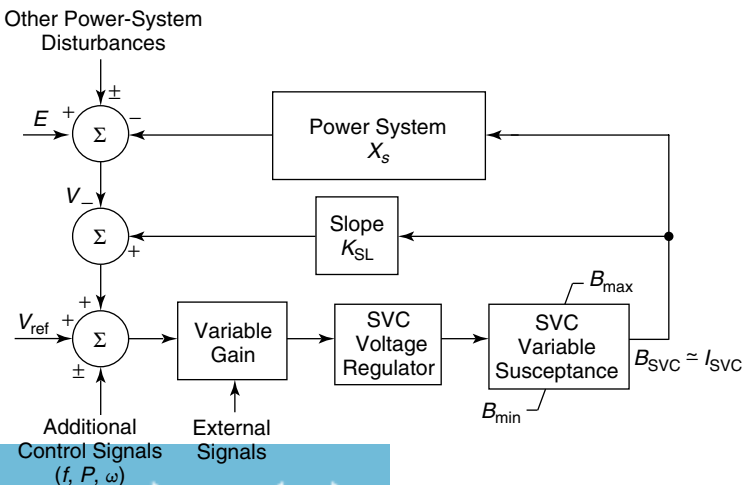 Other Power-System
Disturbances
±
+
−
E
Σ
Power System
X_s
V
−
Σ
+
Slope
K_SL
B_max
V_ref
+
+
Σ
±
Variable
Gain
SVC
Voltage
Regulator
SVC
Variable
Susceptance
B_SVC ≃ I_SVC
B_min
Additional
Control Signals
(f, P, ω)
External
Signals